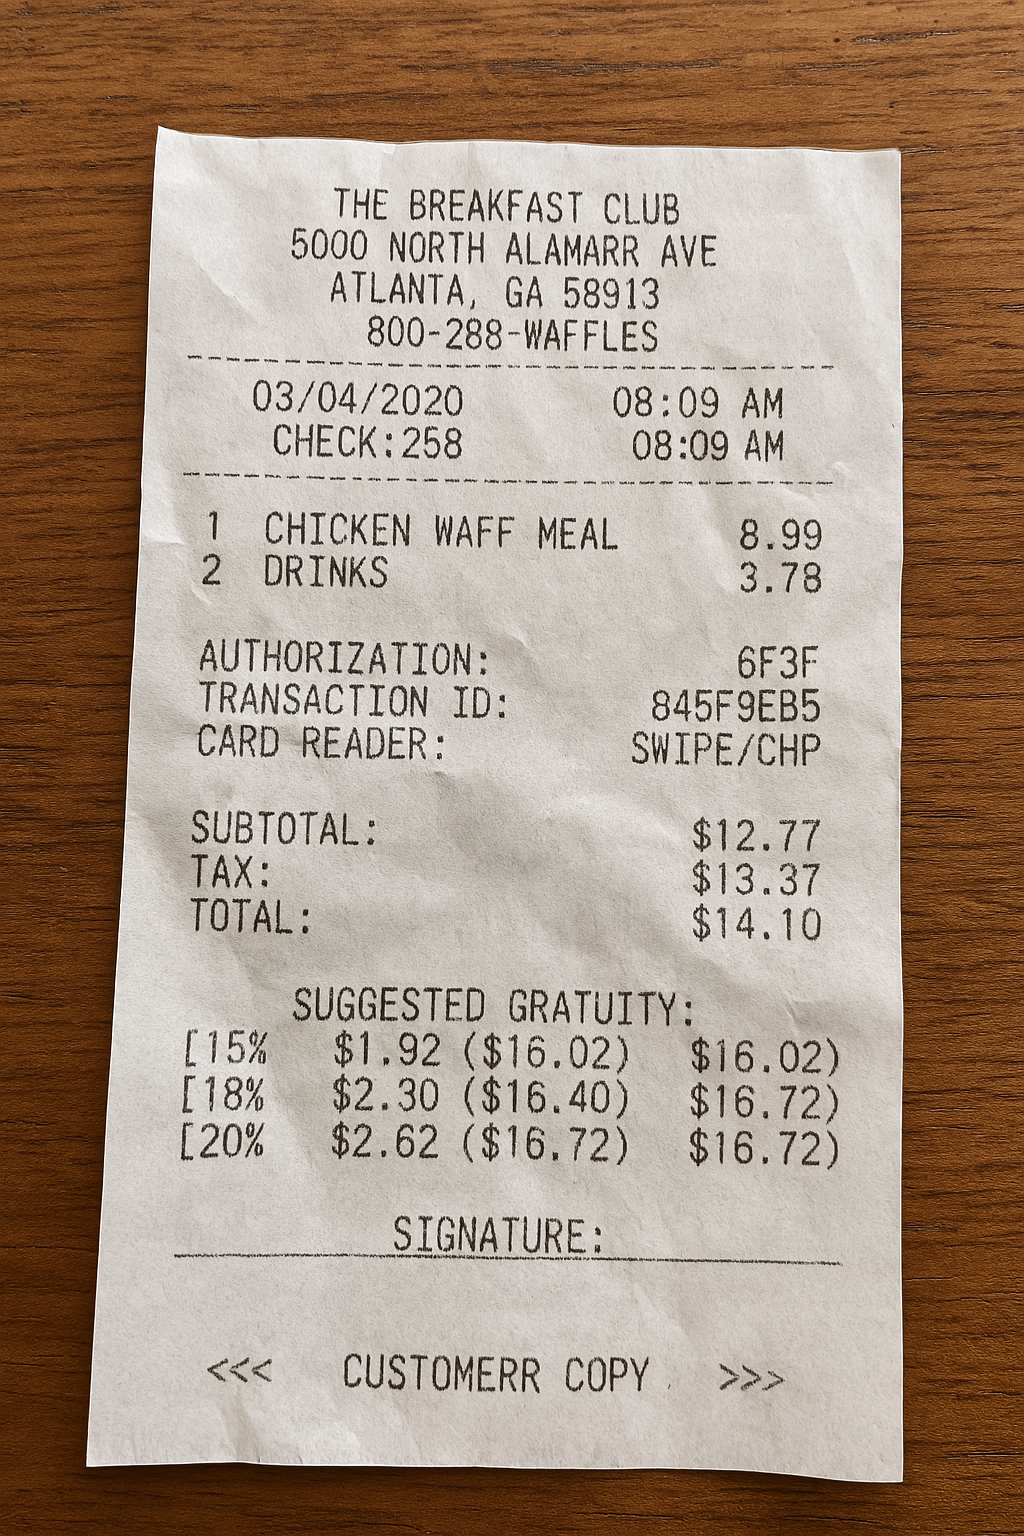 THE BREAKFAST CLUB
5000 NORTH ALAMARR AVE
ATLANTA, GA 58913
800-288-WAFFLES
03/04/2020 08:09 AM
CHECK:258 08:09 AM
1 CHICKEN WAFF MEAL 8.99
2 DRINKS 3.78
AUTHORIZATION: 6F3F
TRANSACTION ID: 845F9EB5
CARD READER: SWIPE/CHP
SUBTOTAL: $12.77
TAX: $13.37
TOTAL: $14.10
SUGGESTED GRATUITY:
[15% $1.92 ($16.02) $16.02)
[18% $2.30 ($16.40) $16.72)
[20% $2.62 ($16.72) $16.72)
SIGNATURE:
<<< CUSTOMERR COPY >>>